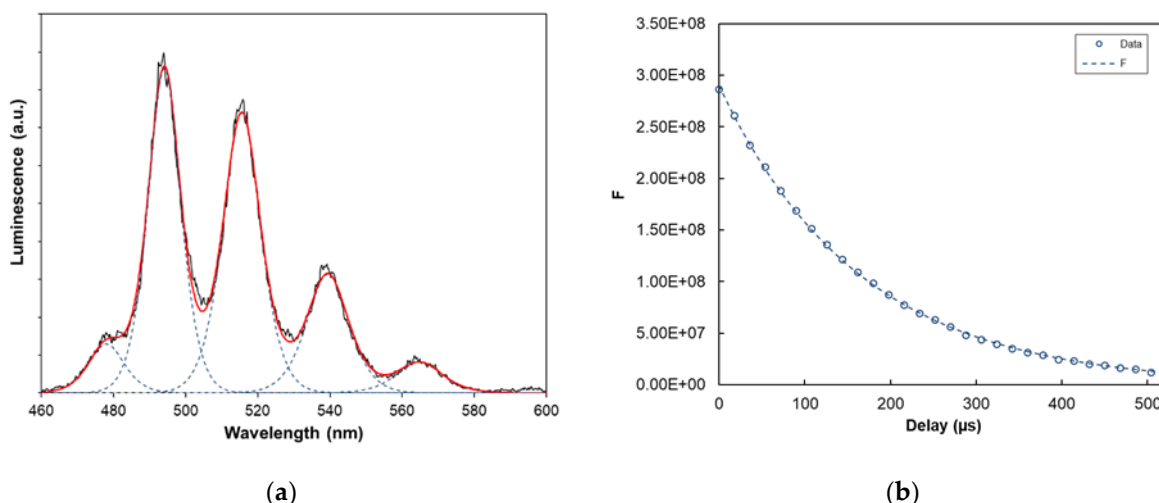 Luminescence (a.u.)
460 480 500 520 540 560 580 600
Wavelength (nm)
(a)
3.50E+08
3.00E+08
2.50E+08
2.00E+08
1.50E+08
1.00E+08
5.00E+07
0.00E+00
F
Data
F
0 100 200 300 400 500
Delay (µs)
(b)